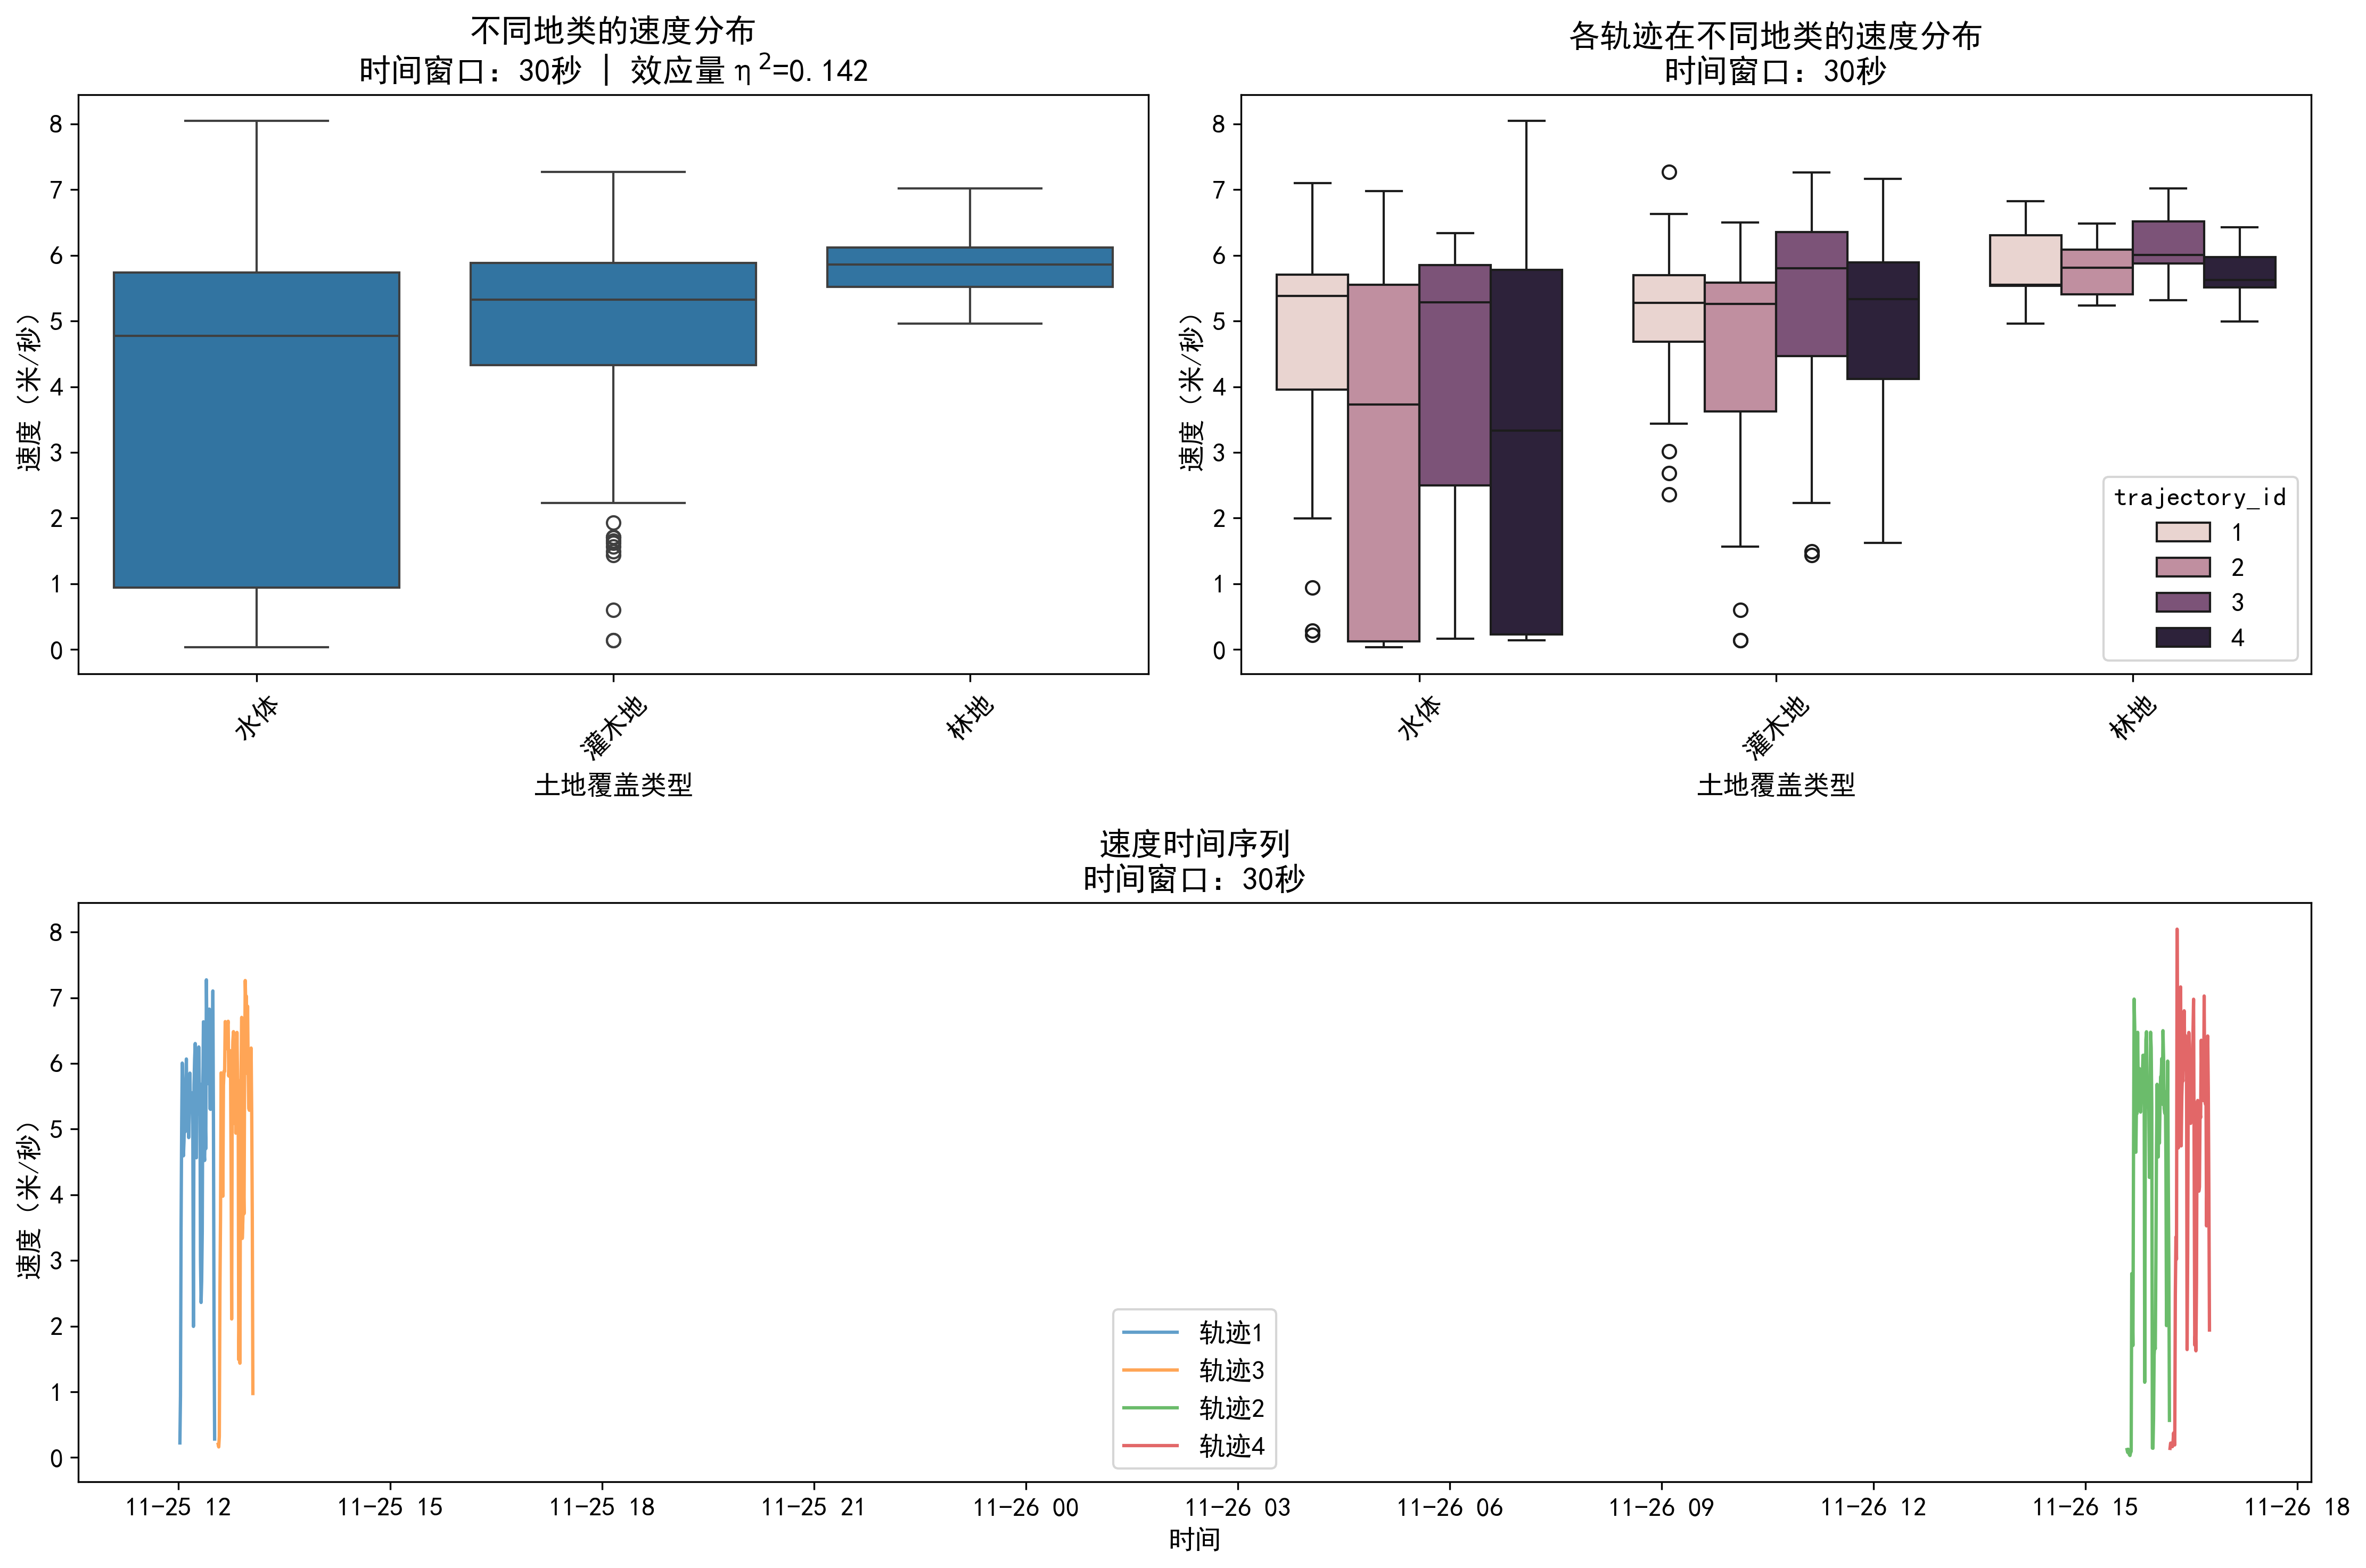 不同地类的速度分布
时间窗口：30秒 | 效应量η²=0.142
8
7
6
5
4
3
2
1
0
速度（米/秒）
水体
灌木地
林地
土地覆盖类型
各轨迹在不同地类的速度分布
时间窗口：30秒
8
7
6
5
4
3
2
1
0
速度（米/秒）
trajectory_id
1
2
3
4
水体
灌木地
林地
土地覆盖类型
速度时间序列
时间窗口：30秒
8
7
6
5
4
3
2
1
0
速度（米/秒）
轨迹1
轨迹3
轨迹2
轨迹4
11-25 12
11-25 15
11-25 18
11-25 21
11-26 00
11-26 03
11-26 06
11-26 09
11-26 12
11-26 15
11-26 18
时间